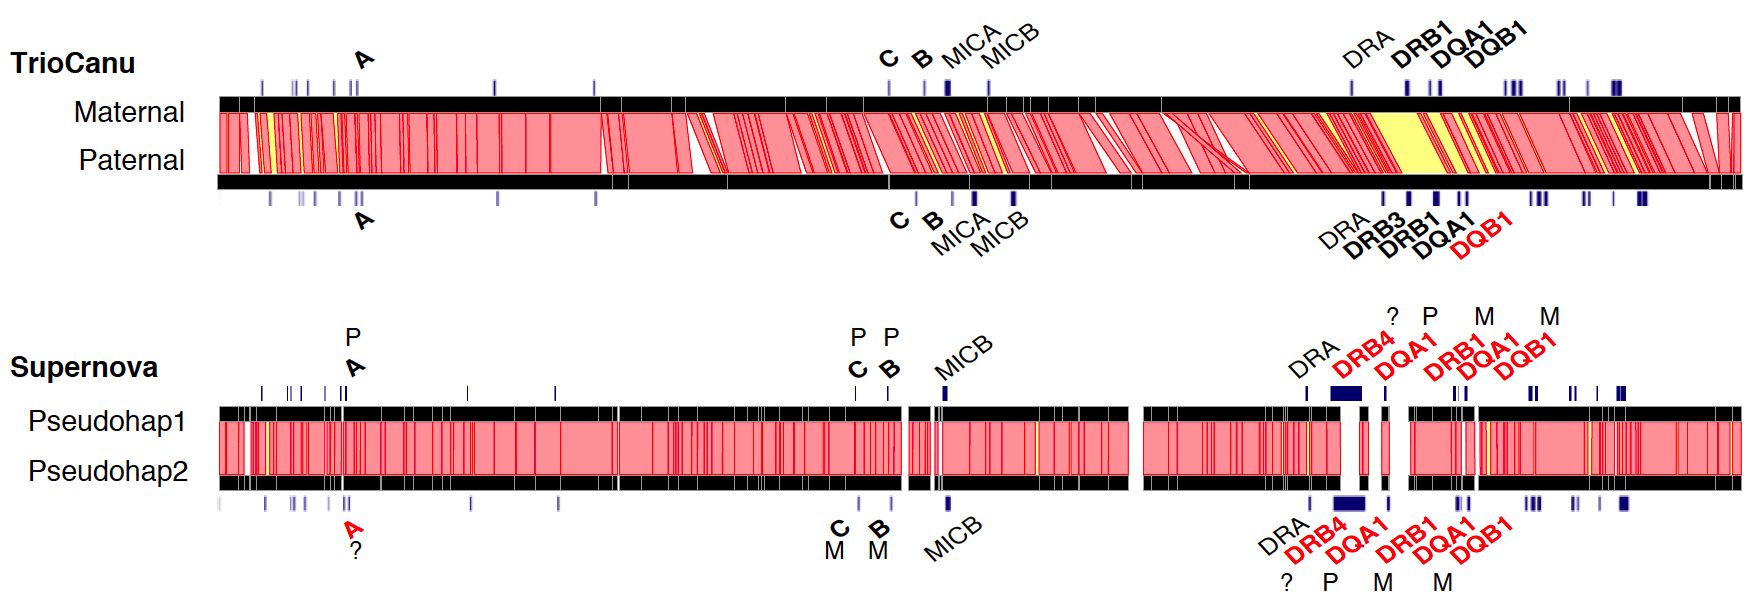 A C B MICA MICB DRA DRB1 DQA1 DQB1
TrioCanu
Maternal
Paternal
A C B MICA MICB DRA DRB3 DRB1 DQA1 DQB1
? P M M
P P P
A C B MICB DRA DRB4 DQA1 DRB1 DQA1 DQB1
Supernova
Pseudohap1
Pseudohap2
A C B MICB DRA DRB4 DQA1 DRB1 DQA1 DQB1
? M M
? P M M